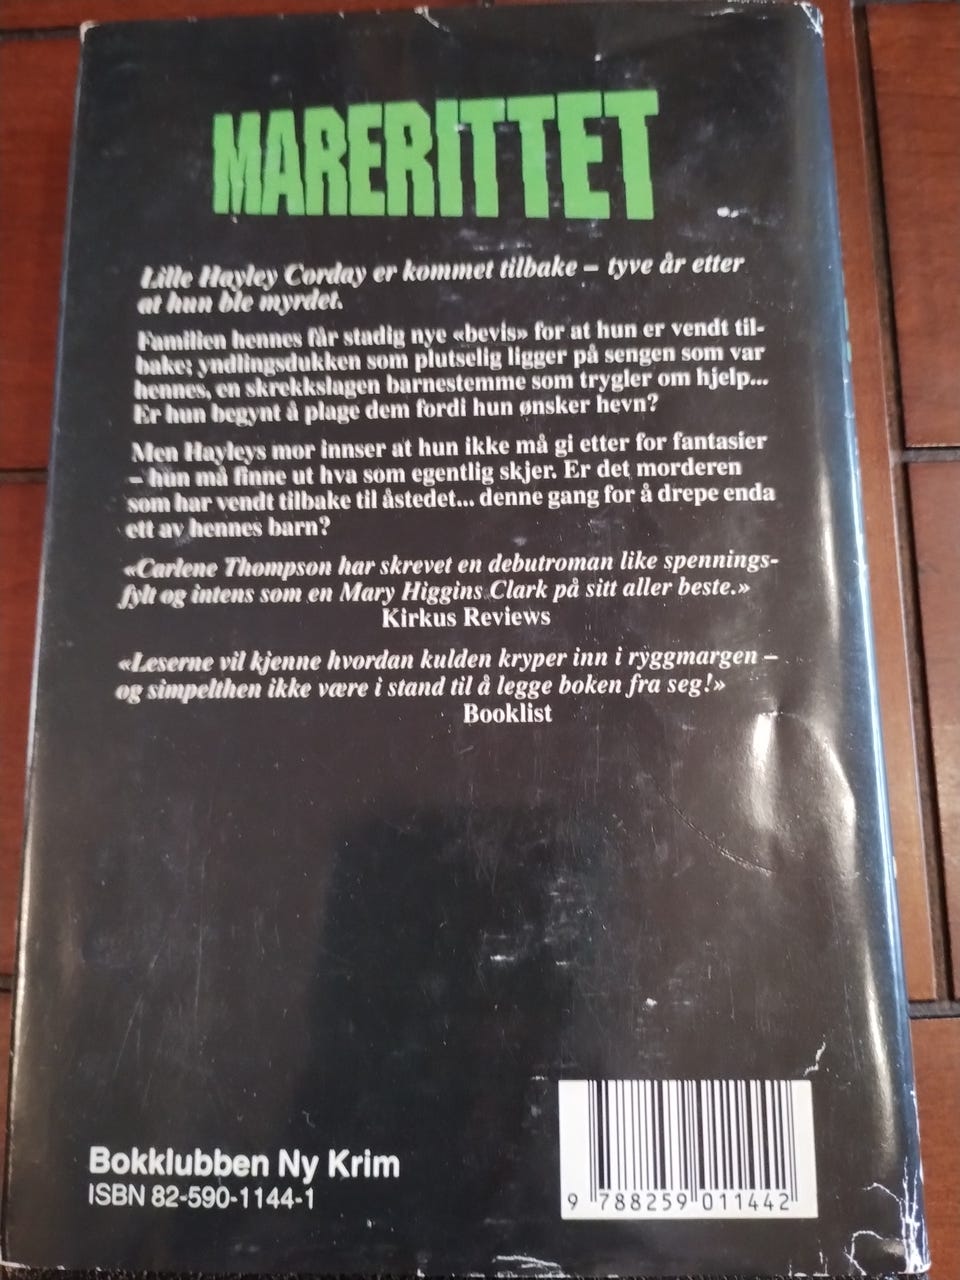 MARERITTET
Lille Hayley Corday er kommet tilbake – tyve år etter
at hun ble myrdet.
Familien hennes får stadig nye «bevis» for at hun er vendt til-
bake; yndlingsdukken som plutselig ligger på sengen som var
hennes, en skrekkslagen barnestemme som trygler om hjelp...
Er hun begynt å plage dem fordi hun ønsker hevn?
Men Hayleys mor innser at hun ikke må gi etter for fantasier
– hun må finne ut hva som egentlig skjer. Er det morderen
som har vendt tilbake til åstedet... denne gang for å drepe enda
ett av hennes barn?
«Carlene Thompson har skrevet en debutroman like spennings-
fylt og intens som en Mary Higgins Clark på sitt aller beste.»
Kirkus Reviews
«Leserne vil kjenne hvordan kulden kryper inn i ryggmargen –
og simpelthen ikke være i stand til å legge boken fra seg!»
Booklist
Bokklubben Ny Krim
ISBN 82-590-1144-1
9 788259 011442